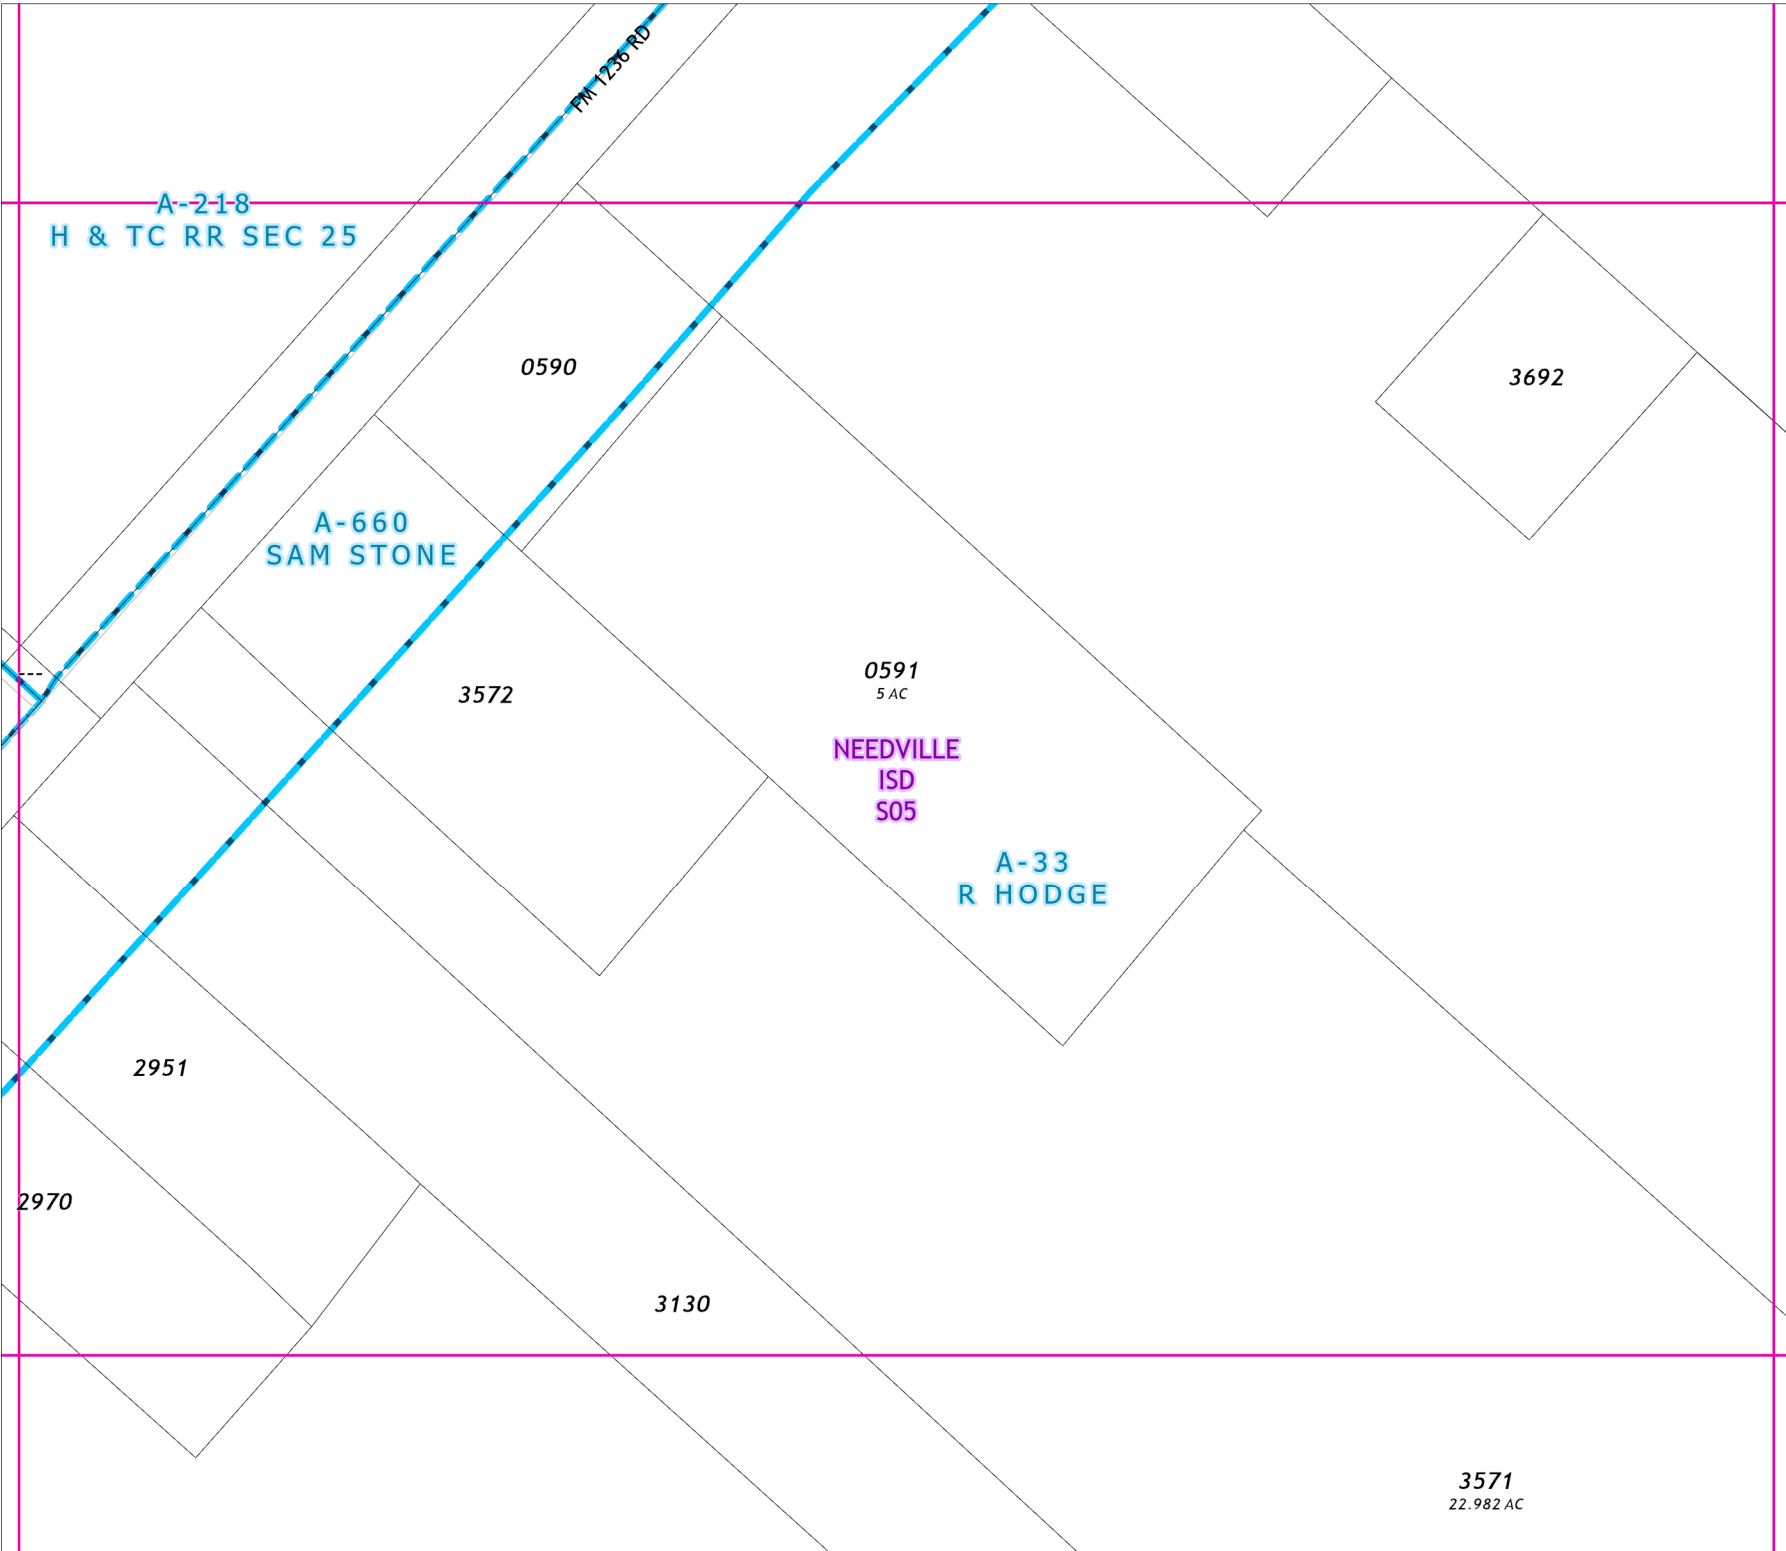 FM 1236 RD
A-218
H & TC RR SEC 25
0590
3692
A-660
SAM STONE
0591
5 AC
3572
NEEDVILLE
ISD
S05
A-33
R HODGE
2951
2970
3130
3571
22.982 AC